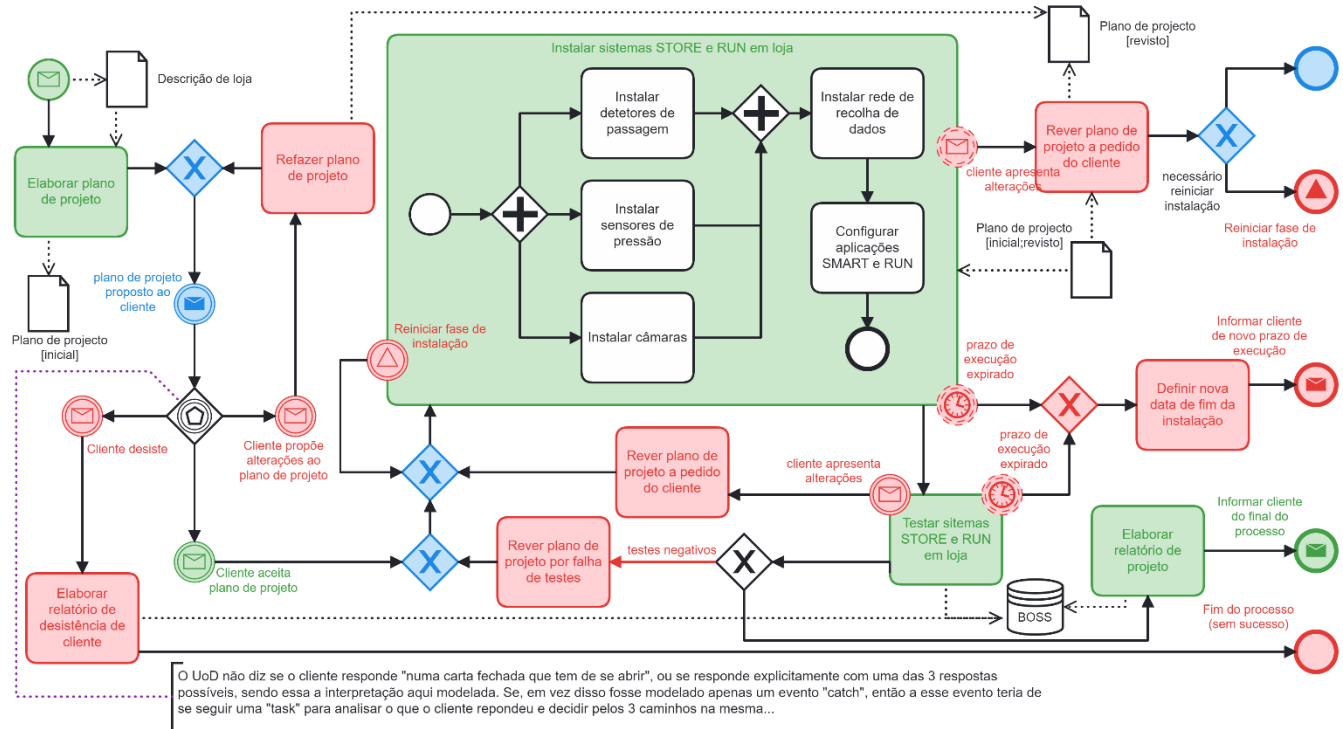 Instalar sistemas STORE e RUN em loja
Plano de projecto
[revisto]
Descrição de loja
Elaborar plano
de projeto
Refazer plano
de projeto
Instalar
detetores de
passagem
Instalar rede de
recolha de
dados
Rever plano de
projeto a pedido
do cliente
cliente apresenta
alterações
necessário
reiniciar
instalação
Reiniciar fase de
instalação
Instalar
sensores de
pressão
Configurar
aplicações
SMART e RUN
Plano de projecto
[inicial;revisto]
plano de projeto
proposto ao
cliente
Plano de projecto
[inicial]
Instalar câmaras
Reiniciar fase de
instalação
prazo de
execução
expirado
Informar cliente
de novo prazo de
execução
Definir nova
data de fim da
instalação
Cliente desiste
Cliente propõe
alterações ao
plano de projeto
Rever plano de
projeto a pedido
do cliente
cliente apresenta
alterações
prazo de
execução
expirado
Testar sitemas
STORE e RUN
em loja
Elaborar
relatório de
projeto
Informar cliente
do final do
processo
Cliente aceita
plano de projeto
Rever plano de
projeto por falha
de testes
testes negativos
Elaborar
relatório de
desistência de
cliente
BOSS
Fim do processo
(sem sucesso)
O UoD não diz se o cliente responde "numa carta fechada que tem de se abrir", ou se responde explicitamente com uma das 3 respostas
possíveis, sendo essa a interpretação aqui modelada. Se, em vez disso fosse modelado apenas um evento "catch", então a esse evento teria de
se seguir uma "task" para analisar o que o cliente repondeu e decidir pelos 3 caminhos na mesma...